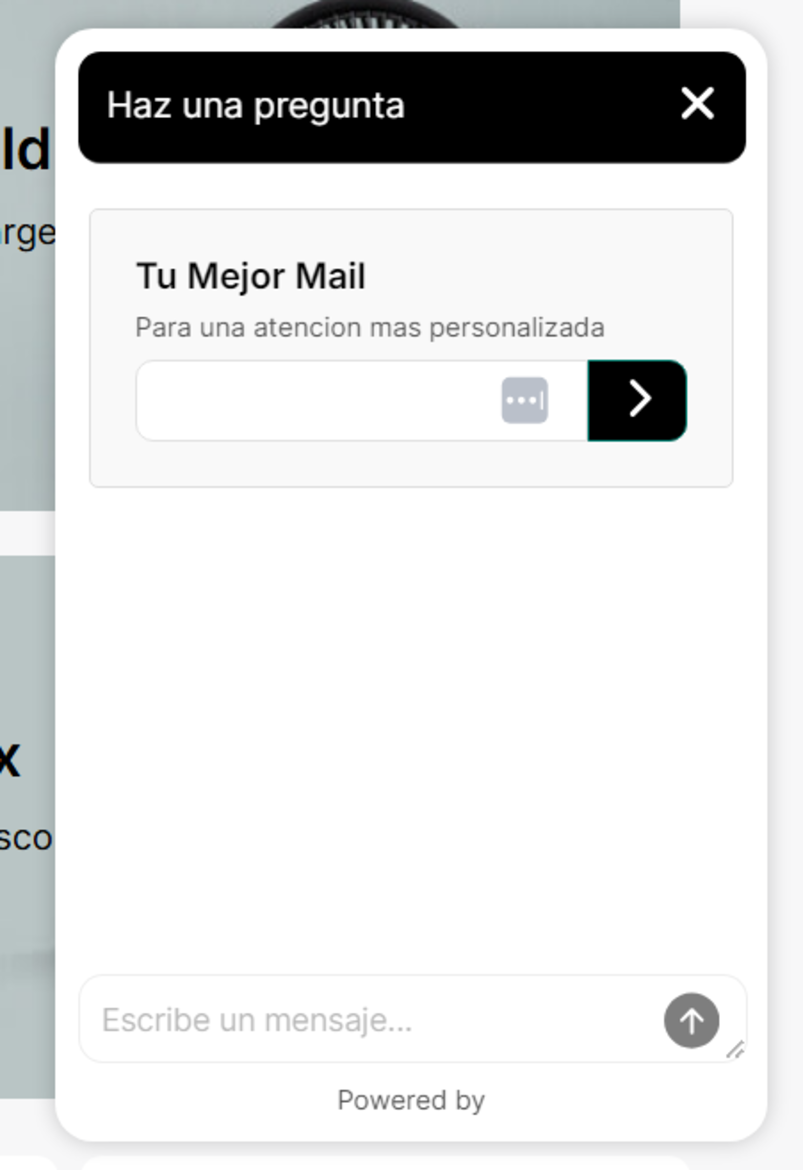 Haz una pregunta
ld
rge
Tu Mejor Mail
Para una atencion mas personalizada
x
sco
Escribe un mensaje...
Powered by